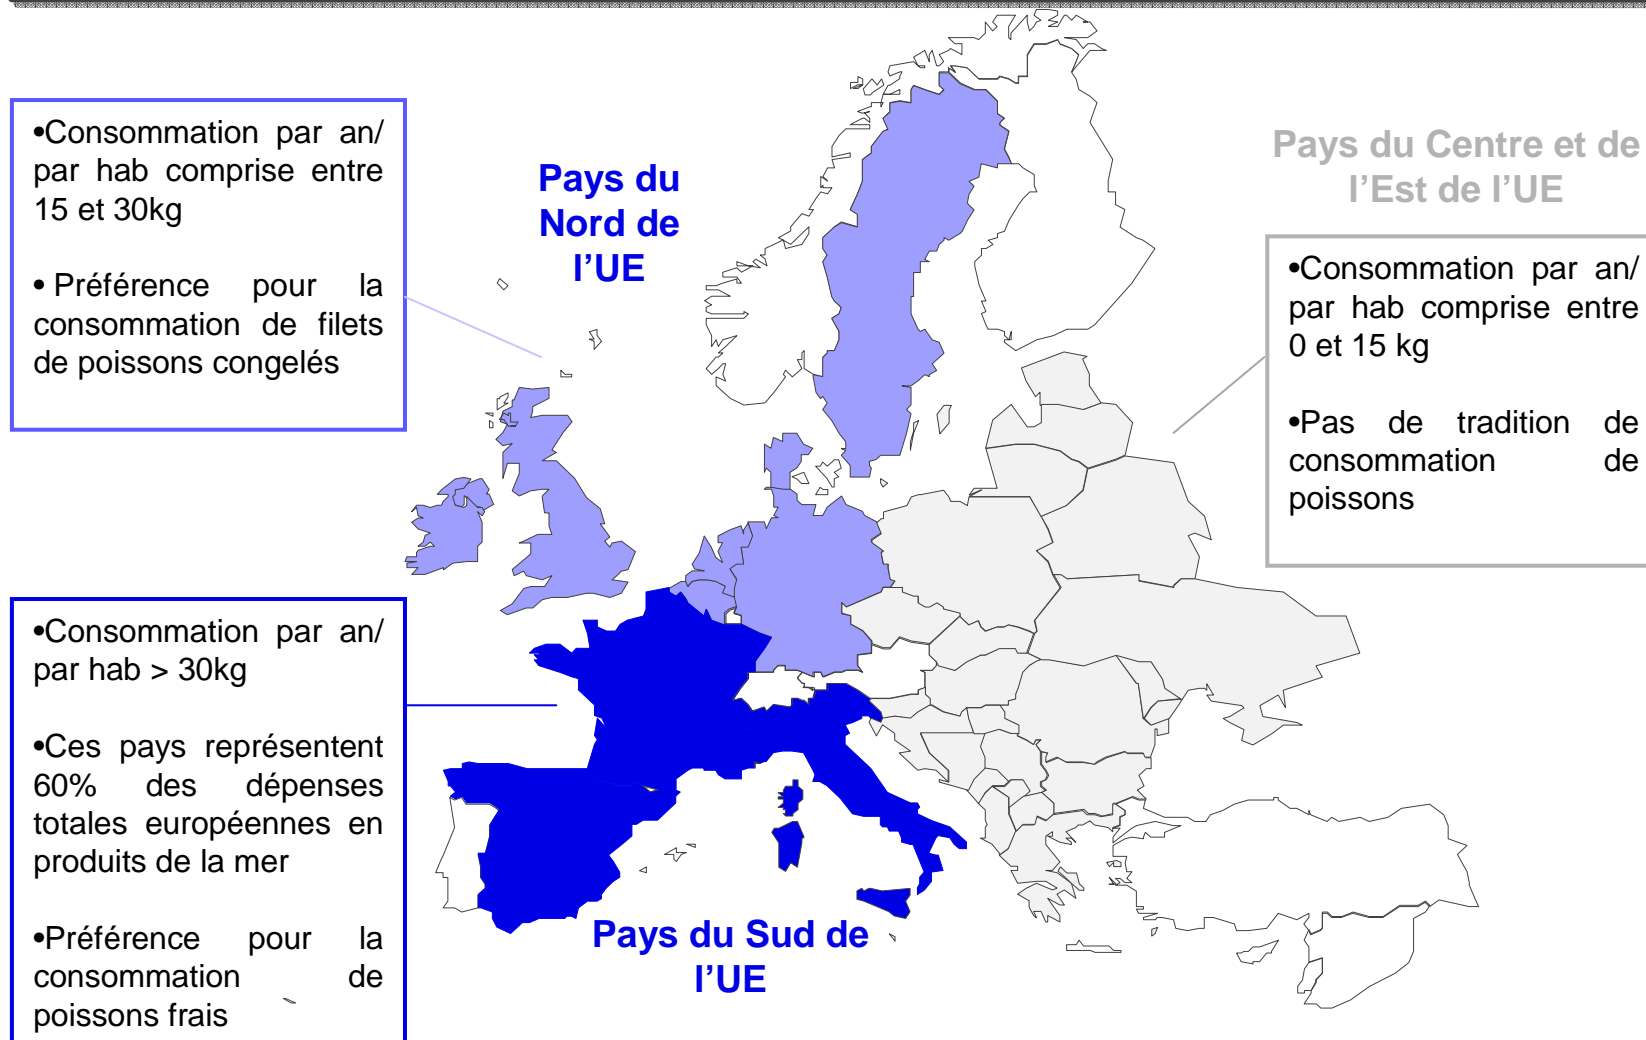 •Consommation par an/
par hab comprise entre
15 et 30kg
• Préférence pour la
consommation de filets
de poissons congelés
Pays du
Nord de
l’UE
Pays du Centre et de
l’Est de l’UE
•Consommation par an/
par hab comprise entre
0 et 15 kg
•Pas de tradition de
consommation de
poissons
•Consommation par an/
par hab > 30kg
•Ces pays représentent
60% des dépenses
totales européennes en
produits de la mer
•Préférence pour la
consommation de
poissons frais
Pays du Sud de
l’UE